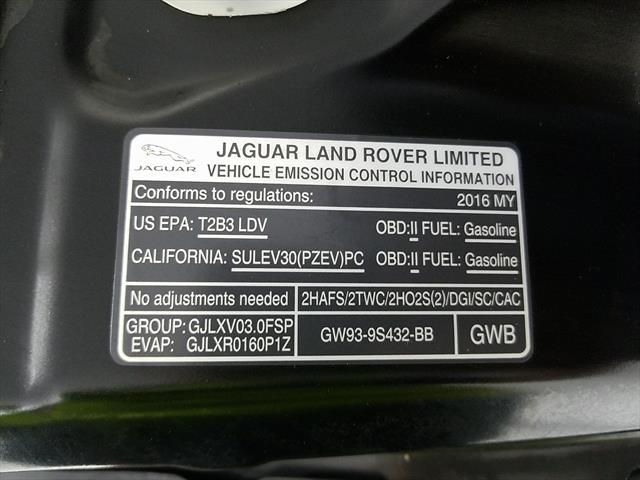 JAGUAR
JAGUAR LAND ROVER LIMITED
VEHICLE EMISSION CONTROL INFORMATION
Conforms to regulations: 2016 MY
US EPA: T2B3 LDV OBD:II FUEL: Gasoline
CALIFORNIA: SULEV30(PZEV)PC OBD:II FUEL: Gasoline
No adjustments needed 2HAFS/2TWC/2HO2S(2)/DGI/SC/CAC
GROUP: GJLXV03.0FSP
EVAP: GJLXR0160P1Z
GW93-9S432-BB
GWB